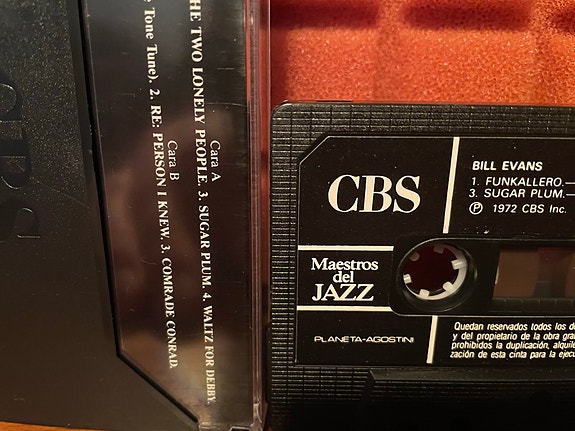 CBS
Cara A
HE TWO LONELY PEOPLE. 3. SUGAR PLUM. 4. WALTZ FOR DEBBY.
Cara B
Tone Tune). 2. RE: PERSON I KNEW. 3. COMRADE CONRAD.
CBS
BILL EVANS
1. FUNKALLERO.—
3. SUGAR PLUM.—
Ⓟ 1972 CBS Inc.
Maestros
del
JAZZ
PLANETA-AGOSTINI
Quedan reservados todos los d
y del propietario de la obra gra
prohibidos la duplicación, alquile
zación de esta cinta para la ejecu